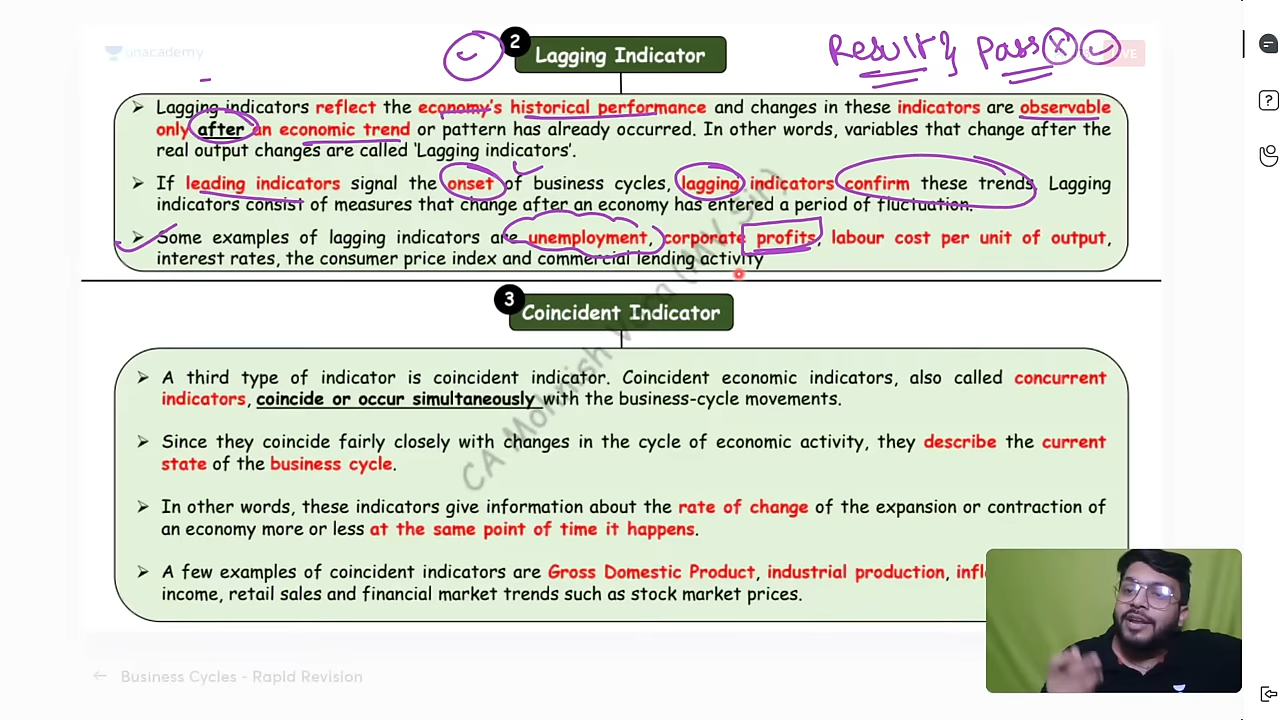 unacademy
2
Lagging Indicator
Result } Pass X ✓
LIVE
➢ Lagging indicators reflect the economy's historical performance and changes in these indicators are observable
only after an economic trend or pattern has already occurred. In other words, variables that change after the
real output changes are called 'Lagging indicators'.
➢ If leading indicators signal the onset of business cycles, lagging indicators confirm these trends. Lagging
indicators consist of measures that change after an economy has entered a period of fluctuation.
➢ Some examples of lagging indicators are unemployment, corporate profits, labour cost per unit of output,
interest rates, the consumer price index and commercial lending activity
3
Coincident Indicator
➢ A third type of indicator is coincident indicator. Coincident economic indicators, also called concurrent
indicators, coincide or occur simultaneously with the business-cycle movements.
➢ Since they coincide fairly closely with changes in the cycle of economic activity, they describe the current
state of the business cycle.
➢ In other words, these indicators give information about the rate of change of the expansion or contraction of
an economy more or less at the same point of time it happens.
➢ A few examples of coincident indicators are Gross Domestic Product, industrial production,
income, retail sales and financial market trends such as stock market prices.
← Business Cycles - Rapid Revision